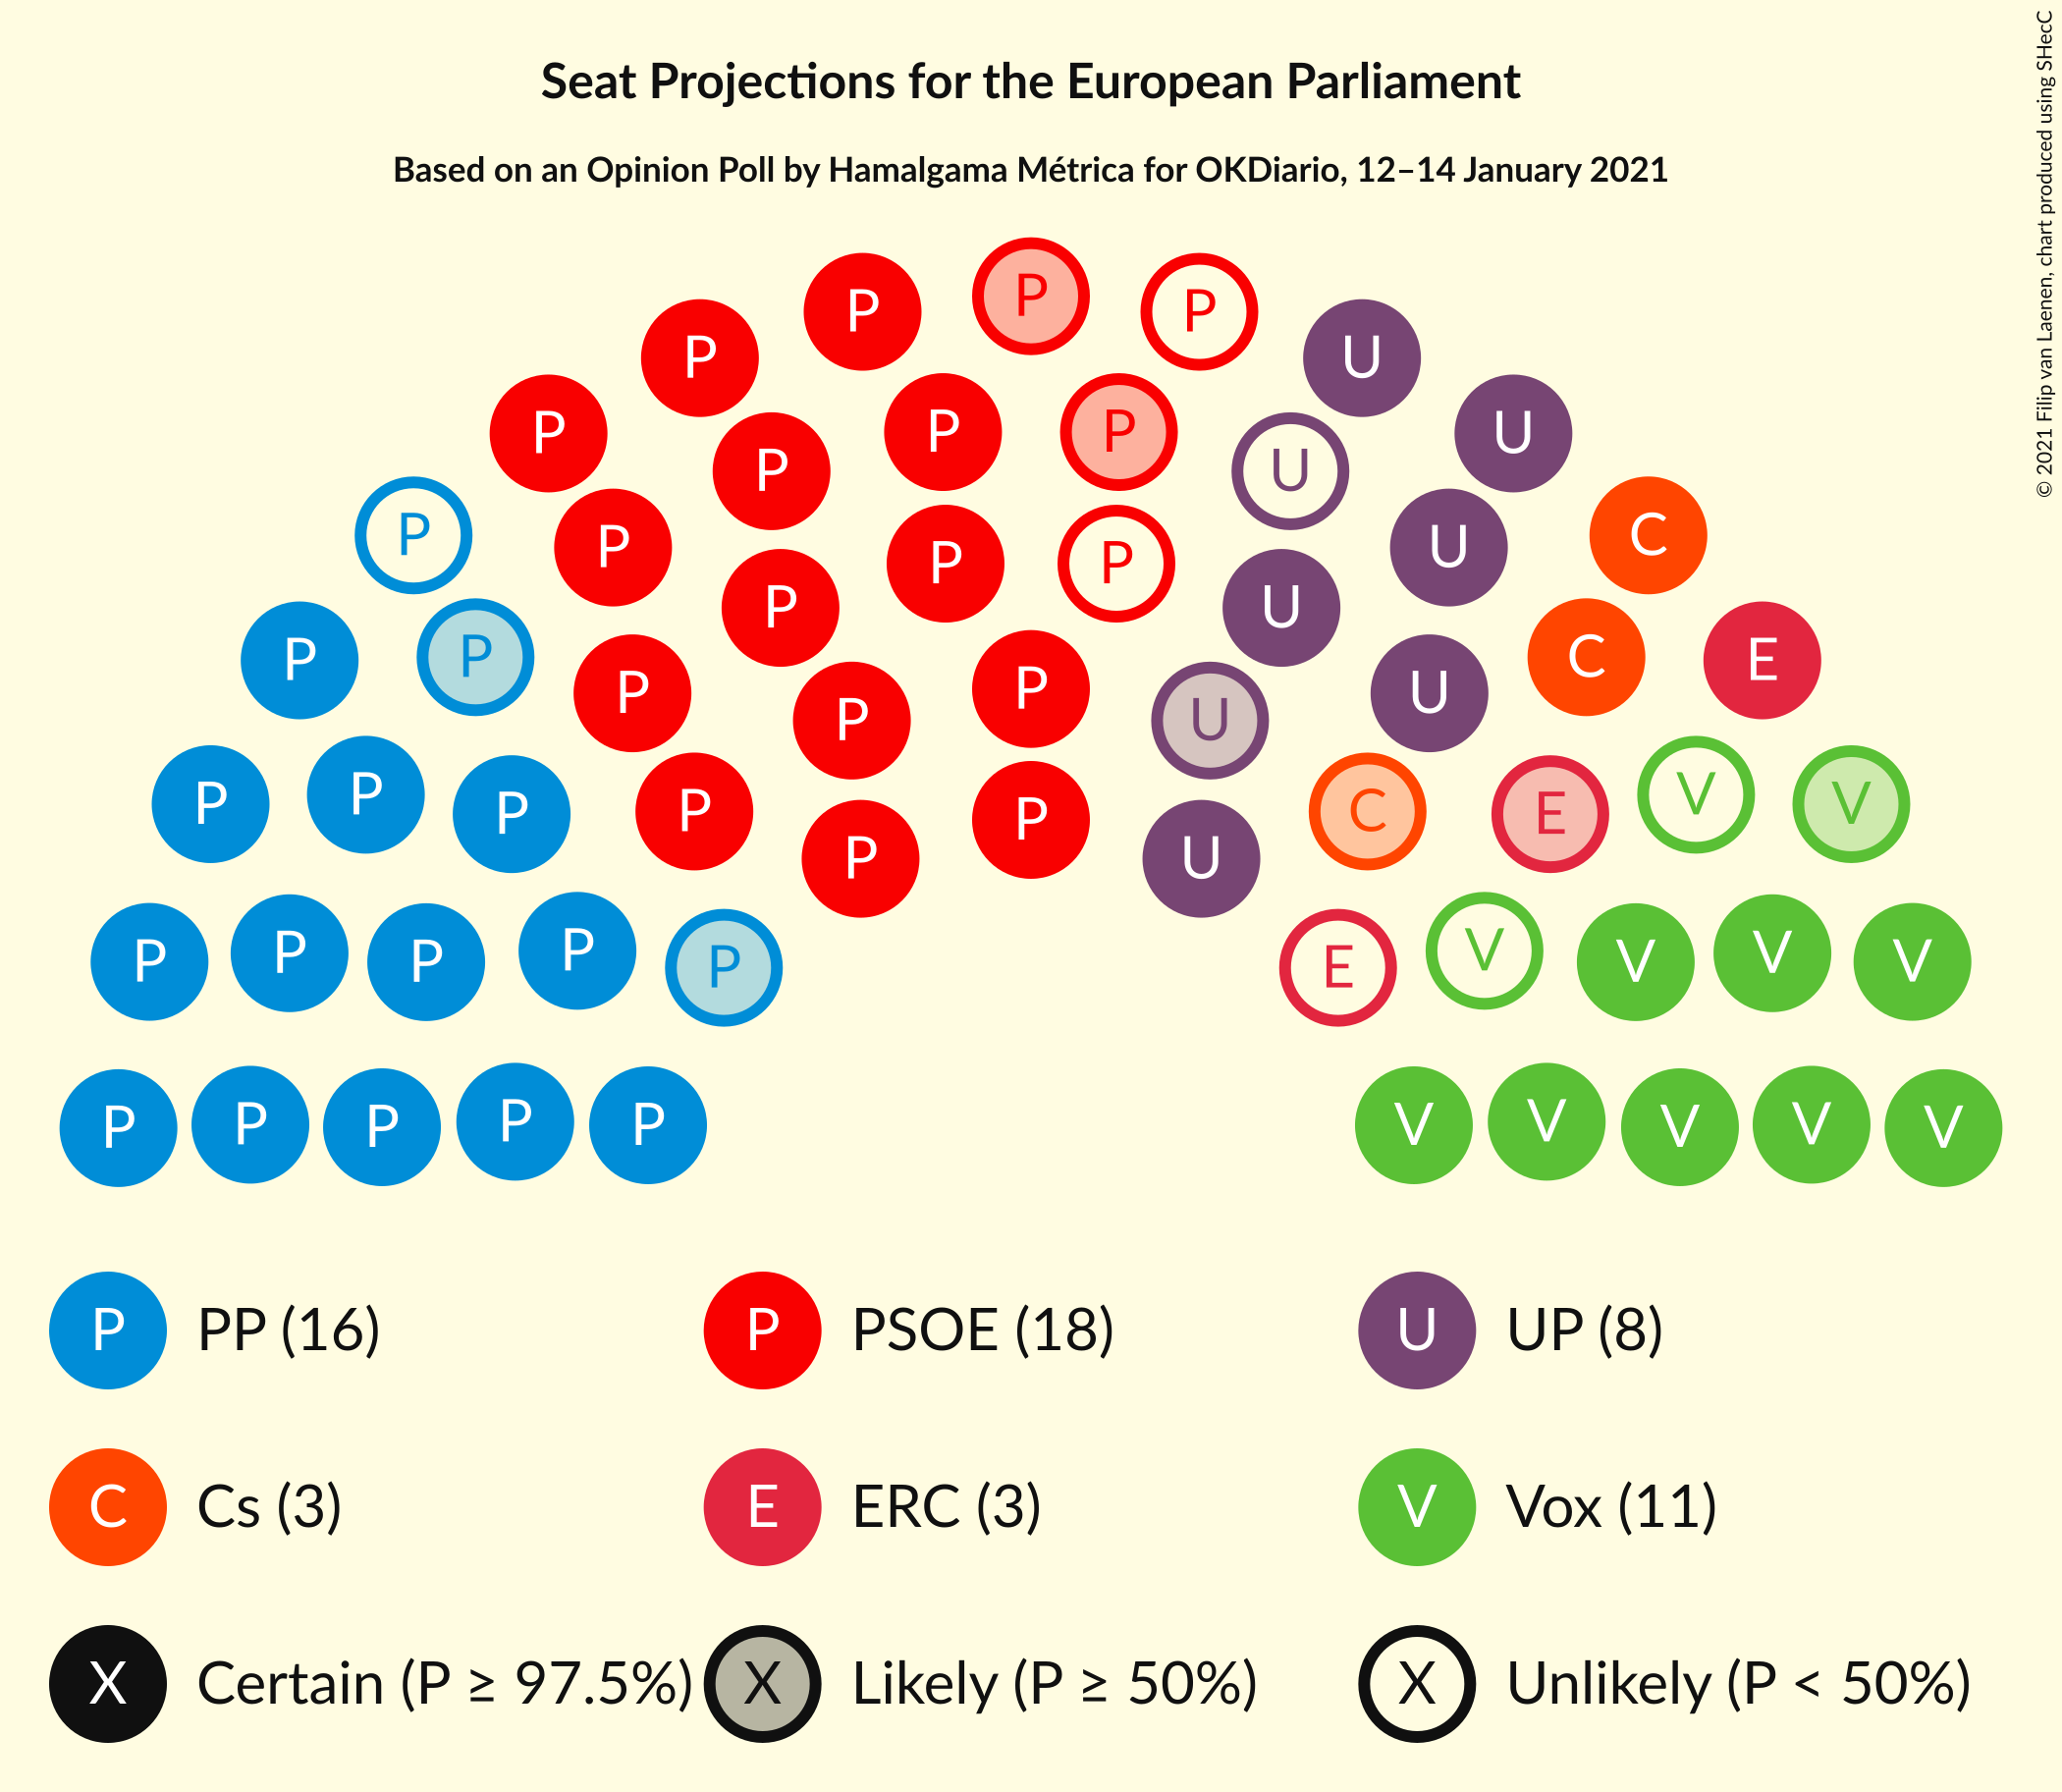 Seat Projections for the European Parliament
Based on an Opinion Poll by Hamalgama Métrica for OKDiario, 12–14 January 2021
© 2021 Filip van Laenen, chart produced using SHecC
P P
P P U
P P P U U
P P P U U C
P P P P U C E
P P P P U U
P P P P P C E V V
P P U
P P P P P E V V V V
P P P P P V V V V V
P PP (16) P PSOE (18) U UP (8)
C Cs (3) E ERC (3) V Vox (11)
X Certain (P ≥ 97.5%) X Likely (P ≥ 50%) X Unlikely (P < 50%)